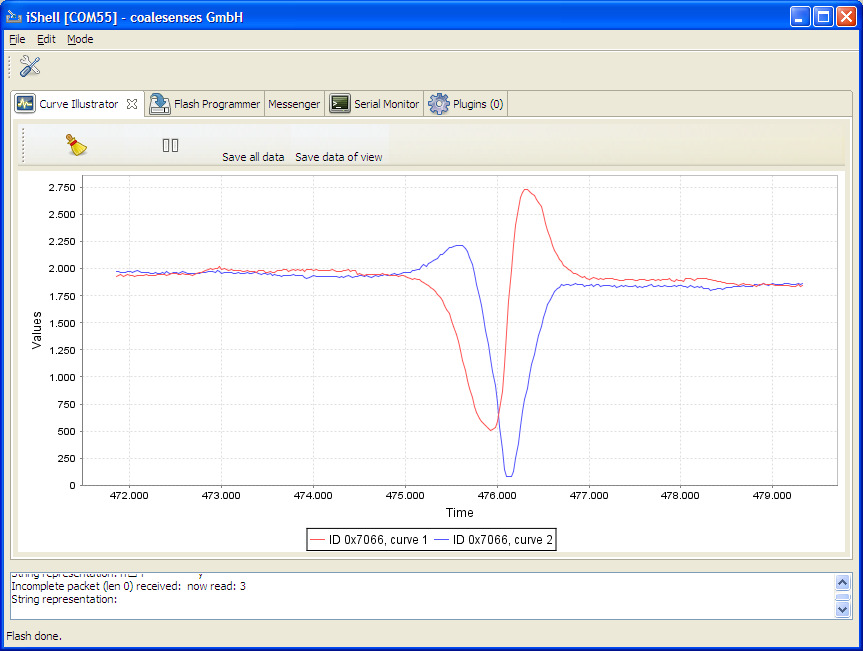 iShell [COM55] - coalesenses GmbH
File Edit Mode
Curve Illustrator Flash Programmer Messenger Serial Monitor Plugins (0)
Save all data Save data of view
2.750
2.500
2.250
2.000
1.750
1.500
1.250
1.000
750
500
250
0
Values
472.000 473.000 474.000 475.000 476.000 477.000 478.000 479.000
Time
ID 0x7066, curve 1 ID 0x7066, curve 2
String representation:
Incomplete packet (len 0) received: now read: 3
String representation:
Flash done.